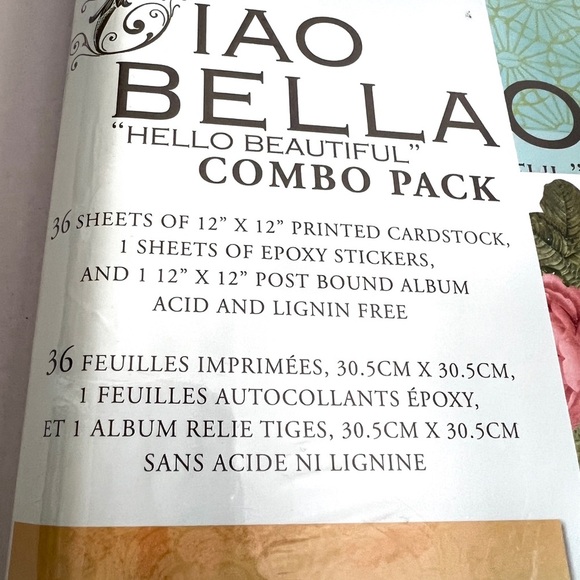 CIAO
BELLA
“HELLO BEAUTIFUL”
COMBO PACK
36 SHEETS OF 12” X 12” PRINTED CARDSTOCK,
1 SHEETS OF EPOXY STICKERS,
AND 1 12” X 12” POST BOUND ALBUM
ACID AND LIGNIN FREE
36 FEUILLES IMPRIMÉES, 30.5CM X 30.5CM,
1 FEUILLES AUTOCOLLANTS ÉPOXY,
ET 1 ALBUM RELIE TIGES, 30.5CM X 30.5CM
SANS ACIDE NI LIGNINE
O